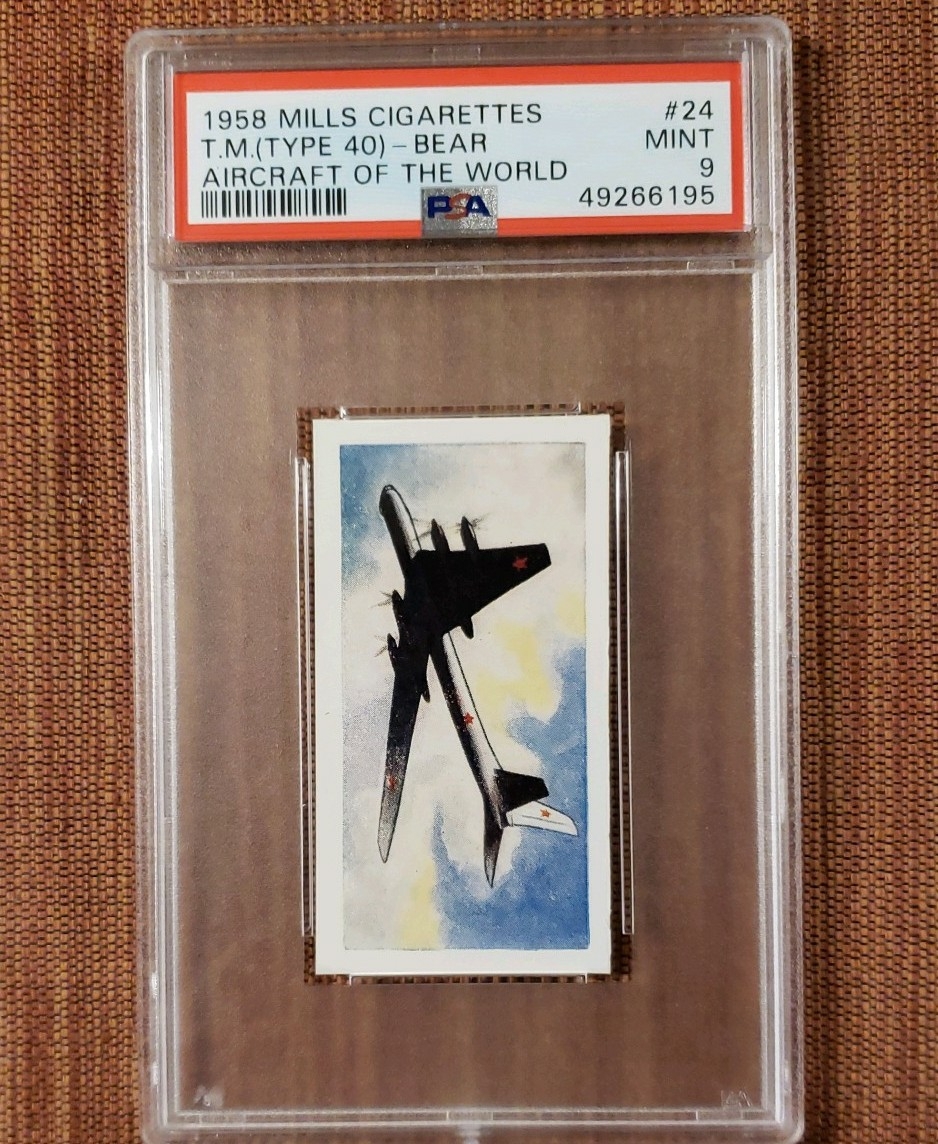 1958 MILLS CIGARETTES #24
T.M.(TYPE 40) – BEAR MINT
AIRCRAFT OF THE WORLD 9
PSA 49266195